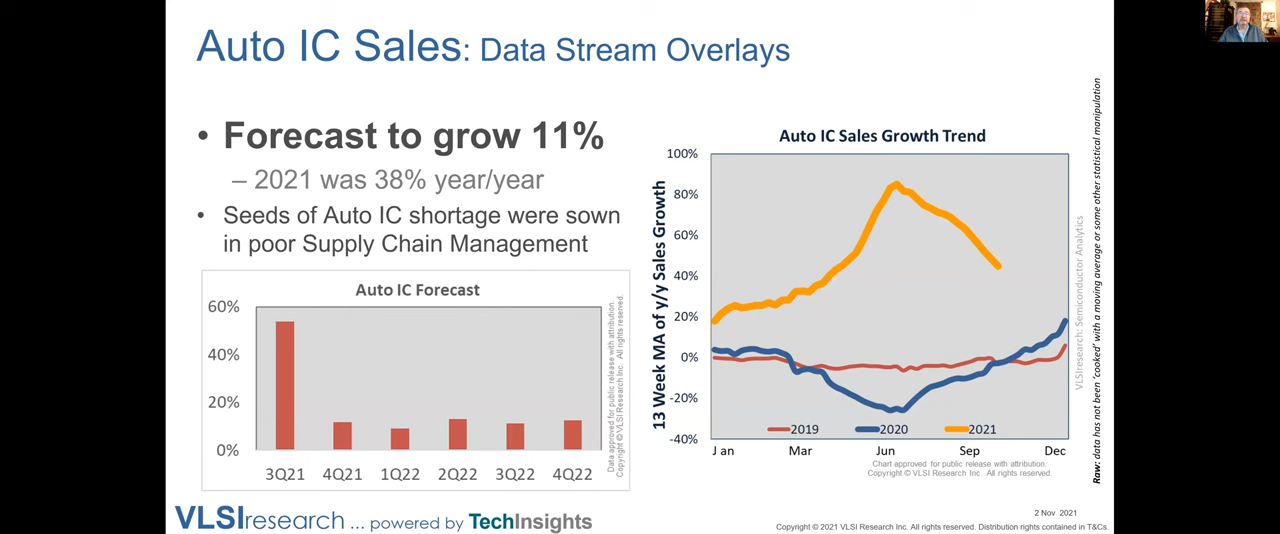 Auto IC Sales: Data Stream Overlays
• Forecast to grow 11%
– 2021 was 38% year/year
• Seeds of Auto IC shortage were sown
in poor Supply Chain Management
Auto IC Forecast
60%
40%
20%
0%
3Q21 4Q21 1Q22 2Q22 3Q22 4Q22
Data approved for public release with attribution.
Copyright © VLSI Research Inc. All rights reserved.
Auto IC Sales Growth Trend
13 Week MA of y/y Sales Growth
100%
80%
60%
40%
20%
0%
-20%
-40%
2019 2020 2021
Jan Mar Jun Sep Dec
Chart approved for public release with attribution.
Copyright © VLSI Research Inc. All rights reserved.
VLSIresearch: Semiconductor Analytics
Raw: data has not been 'cooked' with a moving average or some other statistical manipulation
VLSIresearch ... powered by TechInsights
2 Nov 2021
Copyright © 2021 VLSI Research Inc. All rights reserved. Distribution rights contained in T&Cs.